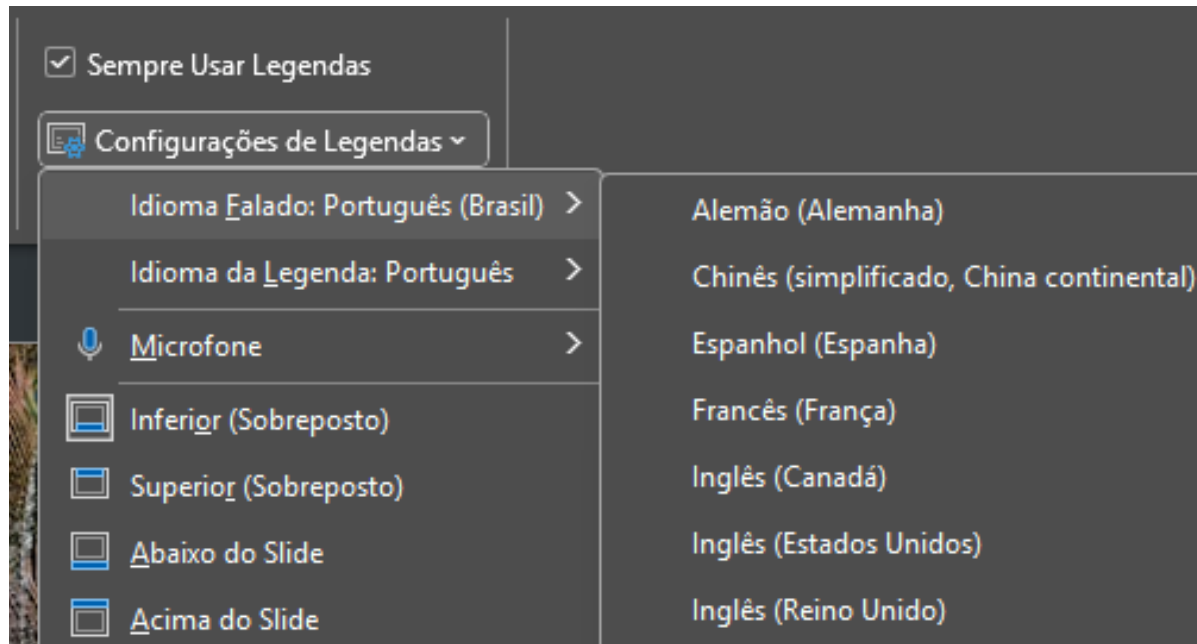 Sempre Usar Legendas
Configurações de Legendas
Idioma Falado: Português (Brasil)
Idioma da Legenda: Português
Microfone
Inferior (Sobreposto)
Superior (Sobreposto)
Abaixo do Slide
Acima do Slide
Alemão (Alemanha)
Chinês (simplificado, China continental)
Espanhol (Espanha)
Francês (França)
Inglês (Canadá)
Inglês (Estados Unidos)
Inglês (Reino Unido)